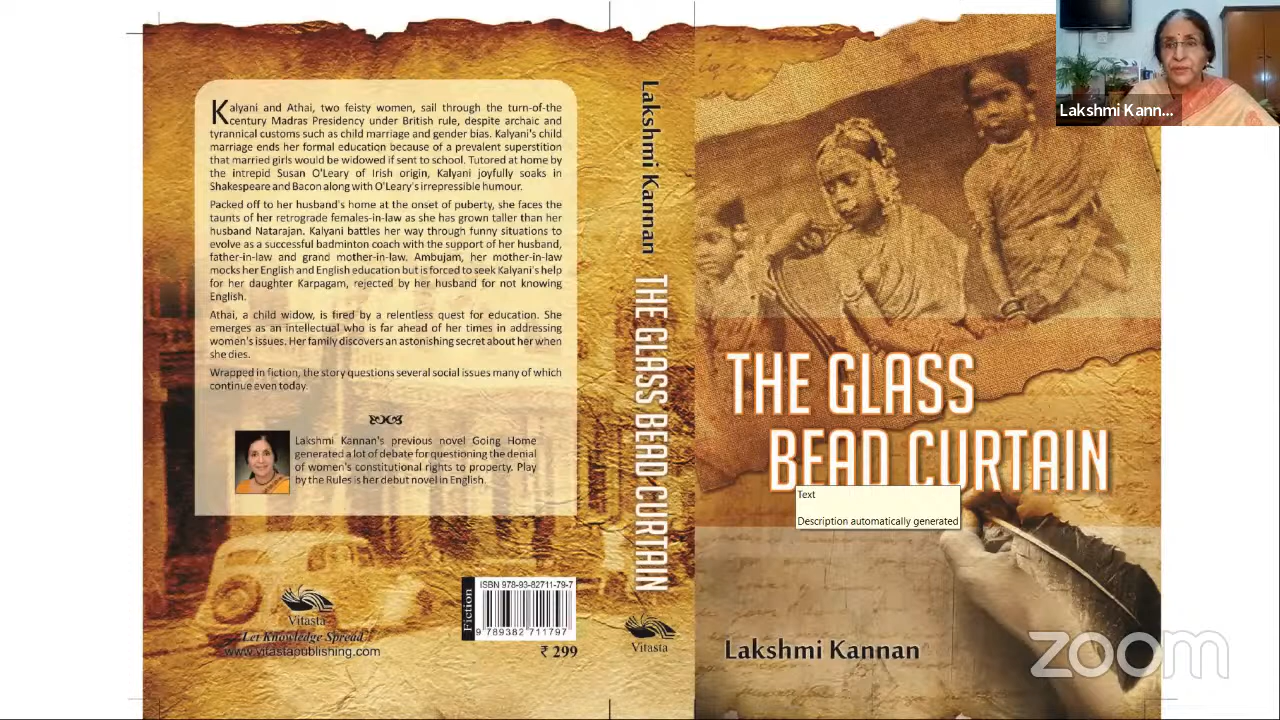 Kalyani and Athai, two feisty women, sail through the turn-of-the
century Madras Presidency under British rule, despite archaic and
tyrannical customs such as child marriage and gender bias. Kalyani's child
marriage ends her formal education because of a prevalent superstition
that married girls would be widowed if sent to school. Tutored at home by
the intrepid Susan O'Leary of Irish origin, Kalyani joyfully soaks in
Shakespeare and Bacon along with O'Leary's irrepressible humour.
Packed off to her husband's home at the onset of puberty, she faces the
taunts of her retrograde females-in-law as she has grown taller than her
husband Natarajan. Kalyani battles her way through funny situations to
evolve as a successful badminton coach with the support of her husband,
father-in-law and grand mother-in-law. Ambujam, her mother-in-law
mocks her English and English education but is forced to seek Kalyani's help
for her daughter Karpagam, rejected by her husband for not knowing
English.
Athai, a child widow, is fired by a relentless quest for education. She
emerges as an intellectual who is far ahead of her times in addressing
women's issues. Her family discovers an astonishing secret about her when
she dies.
Wrapped in fiction, the story questions several social issues many of which
continue even today.
Lakshmi Kannan's previous novel Going Home
generated a lot of debate for questioning the denial
of women's constitutional rights to property. Play
by the Rules is her debut novel in English.
Vitasta
Let Knowledge Spread
www.vitastapublishing.com
Fiction
ISBN 978-93-82711-79-7
9 789382 711797
₹ 299
Lakshmi Kannan THE GLASS BEAD CURTAIN
Vitasta
THE GLASS
BEAD CURTAIN
Text
Description automatically generated
Lakshmi Kannan
Lakshmi Kann...
zoom